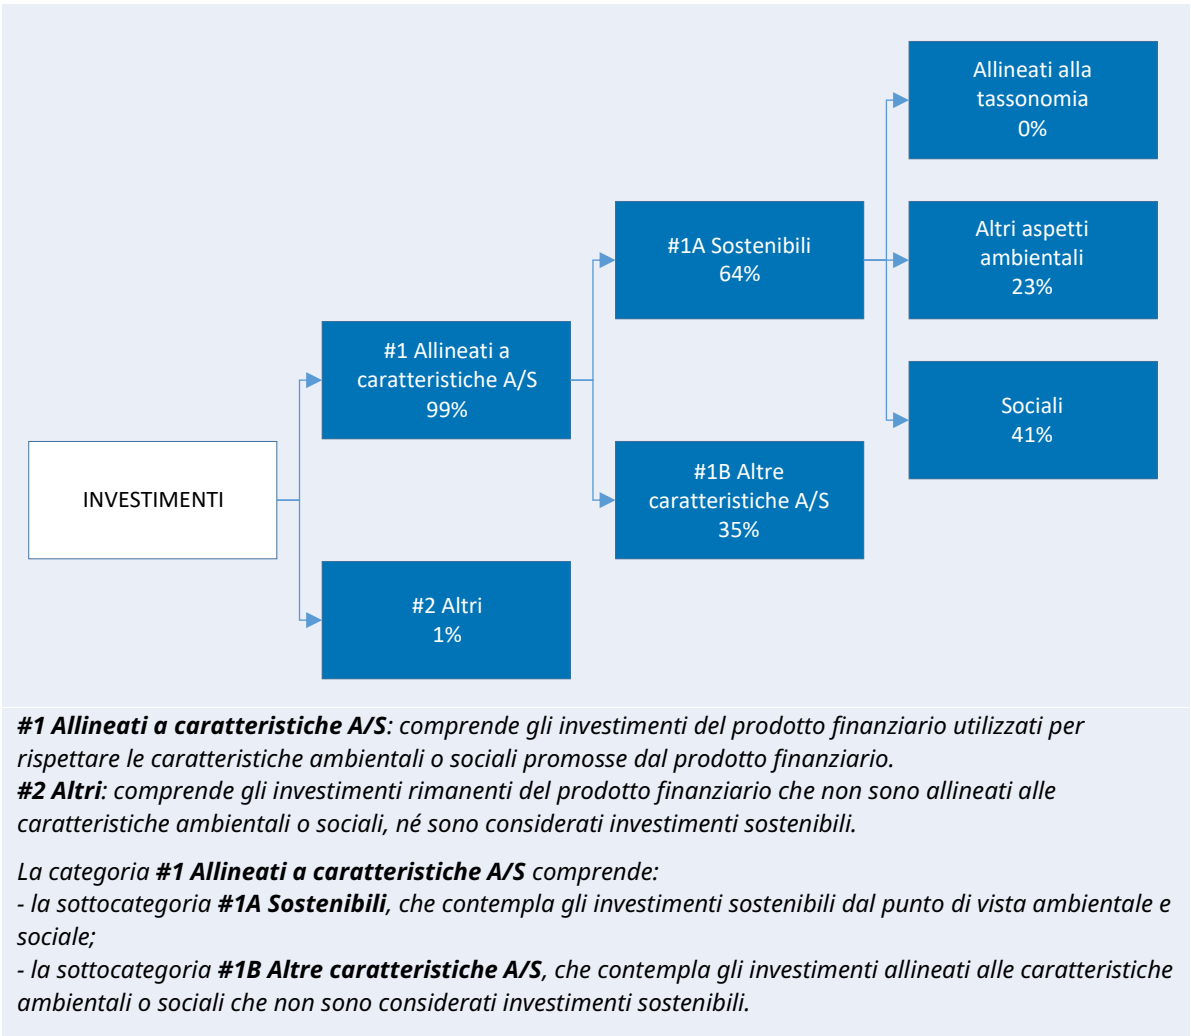 Allineati alla
tassonomia
0%
#1A Sostenibili
64%
Altri aspetti
ambientali
23%
#1 Allineati a
caratteristiche A/S
99%
Sociali
41%
INVESTIMENTI
#1B Altre
caratteristiche A/S
35%
#2 Altri
1%
#1 Allineati a caratteristiche A/S: comprende gli investimenti del prodotto finanziario utilizzati per
rispettare le caratteristiche ambientali o sociali promosse dal prodotto finanziario.
#2 Altri: comprende gli investimenti rimanenti del prodotto finanziario che non sono allineati alle
caratteristiche ambientali o sociali, né sono considerati investimenti sostenibili.
La categoria #1 Allineati a caratteristiche A/S comprende:
- la sottocategoria #1A Sostenibili, che contempla gli investimenti sostenibili dal punto di vista ambientale e
sociale;
- la sottocategoria #1B Altre caratteristiche A/S, che contempla gli investimenti allineati alle caratteristiche
ambientali o sociali che non sono considerati investimenti sostenibili.